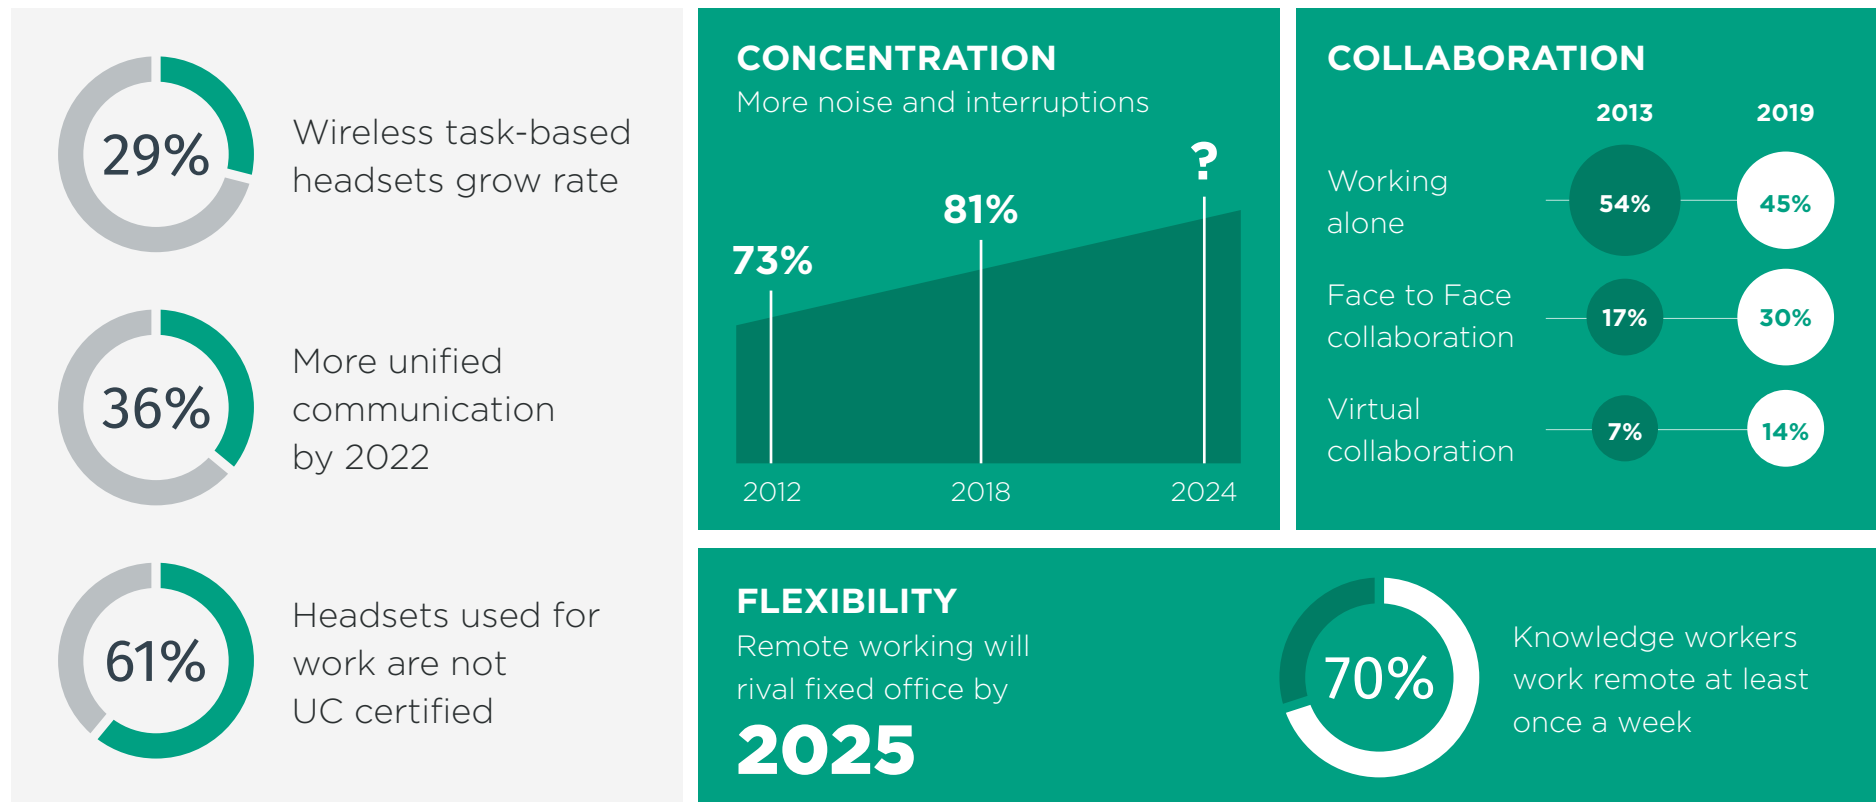 29%
Wireless task-based
headsets grow rate
36%
More unified
communication
by 2022
61%
Headsets used for
work are not
UC certified
CONCENTRATION
More noise and interruptions
73%
81%
?
2012 2018 2024
COLLABORATION
2013 2019
Working
alone
54% 45%
Face to Face
collaboration
17% 30%
Virtual
collaboration
7% 14%
FLEXIBILITY
Remote working will
rival fixed office by
2025
70%
Knowledge workers
work remote at least
once a week